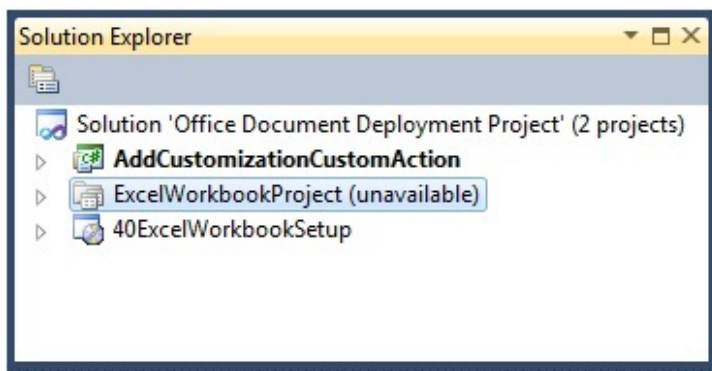 Solution Explorer
Solution 'Office Document Deployment Project' (2 projects)
AddCustomizationCustomAction
ExcelWorkbookProject (unavailable)
40ExcelWorkbookSetup